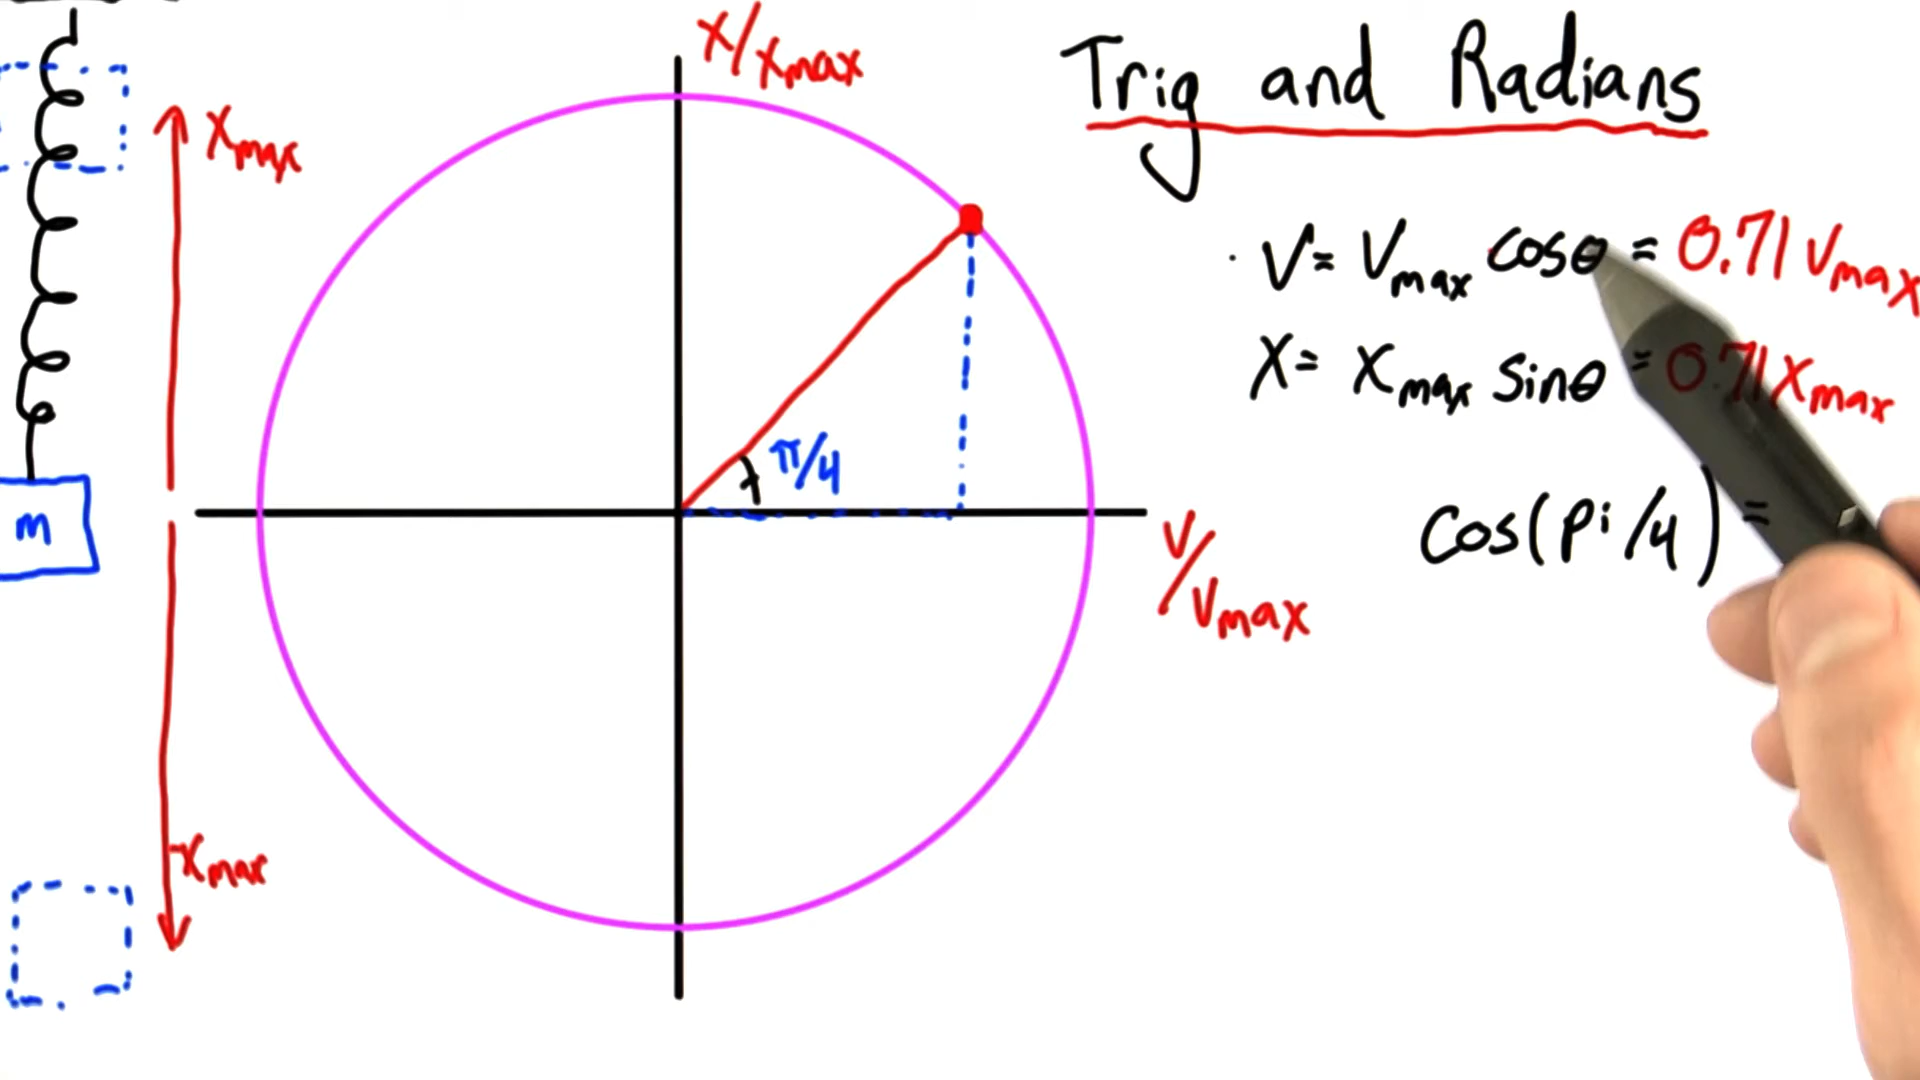 Trig and Radians
X/Xmax
Xmax
V = Vmax cosθ = 0.71 Vmax
X = Xmax sinθ = 0.71 Xmax
π/4
m
cos(pi/4) =
V/Vmax
-Xmax